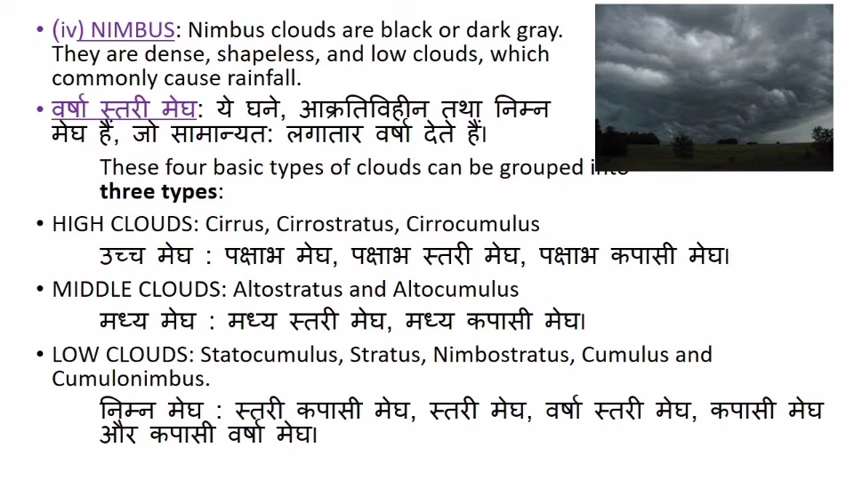 • (iv) NIMBUS: Nimbus clouds are black or dark gray.
They are dense, shapeless, and low clouds, which
commonly cause rainfall.
• वर्षा स्तरी मेघ: ये घने, आक्रतिविहीन तथा निम्न
मेघ हैं, जो सामान्यत: लगातार वर्षा देते हैं।
These four basic types of clouds can be grouped into
three types:
• HIGH CLOUDS: Cirrus, Cirrostratus, Cirrocumulus
उच्च मेघ : पक्षाभ मेघ, पक्षाभ स्तरी मेघ, पक्षाभ कपासी मेघ।
• MIDDLE CLOUDS: Altostratus and Altocumulus
मध्य मेघ : मध्य स्तरी मेघ, मध्य कपासी मेघ।
• LOW CLOUDS: Statocumulus, Stratus, Nimbostratus, Cumulus and
Cumulonimbus.
निम्न मेघ : स्तरी कपासी मेघ, स्तरी मेघ, वर्षा स्तरी मेघ, कपासी मेघ
और कपासी वर्षा मेघ।